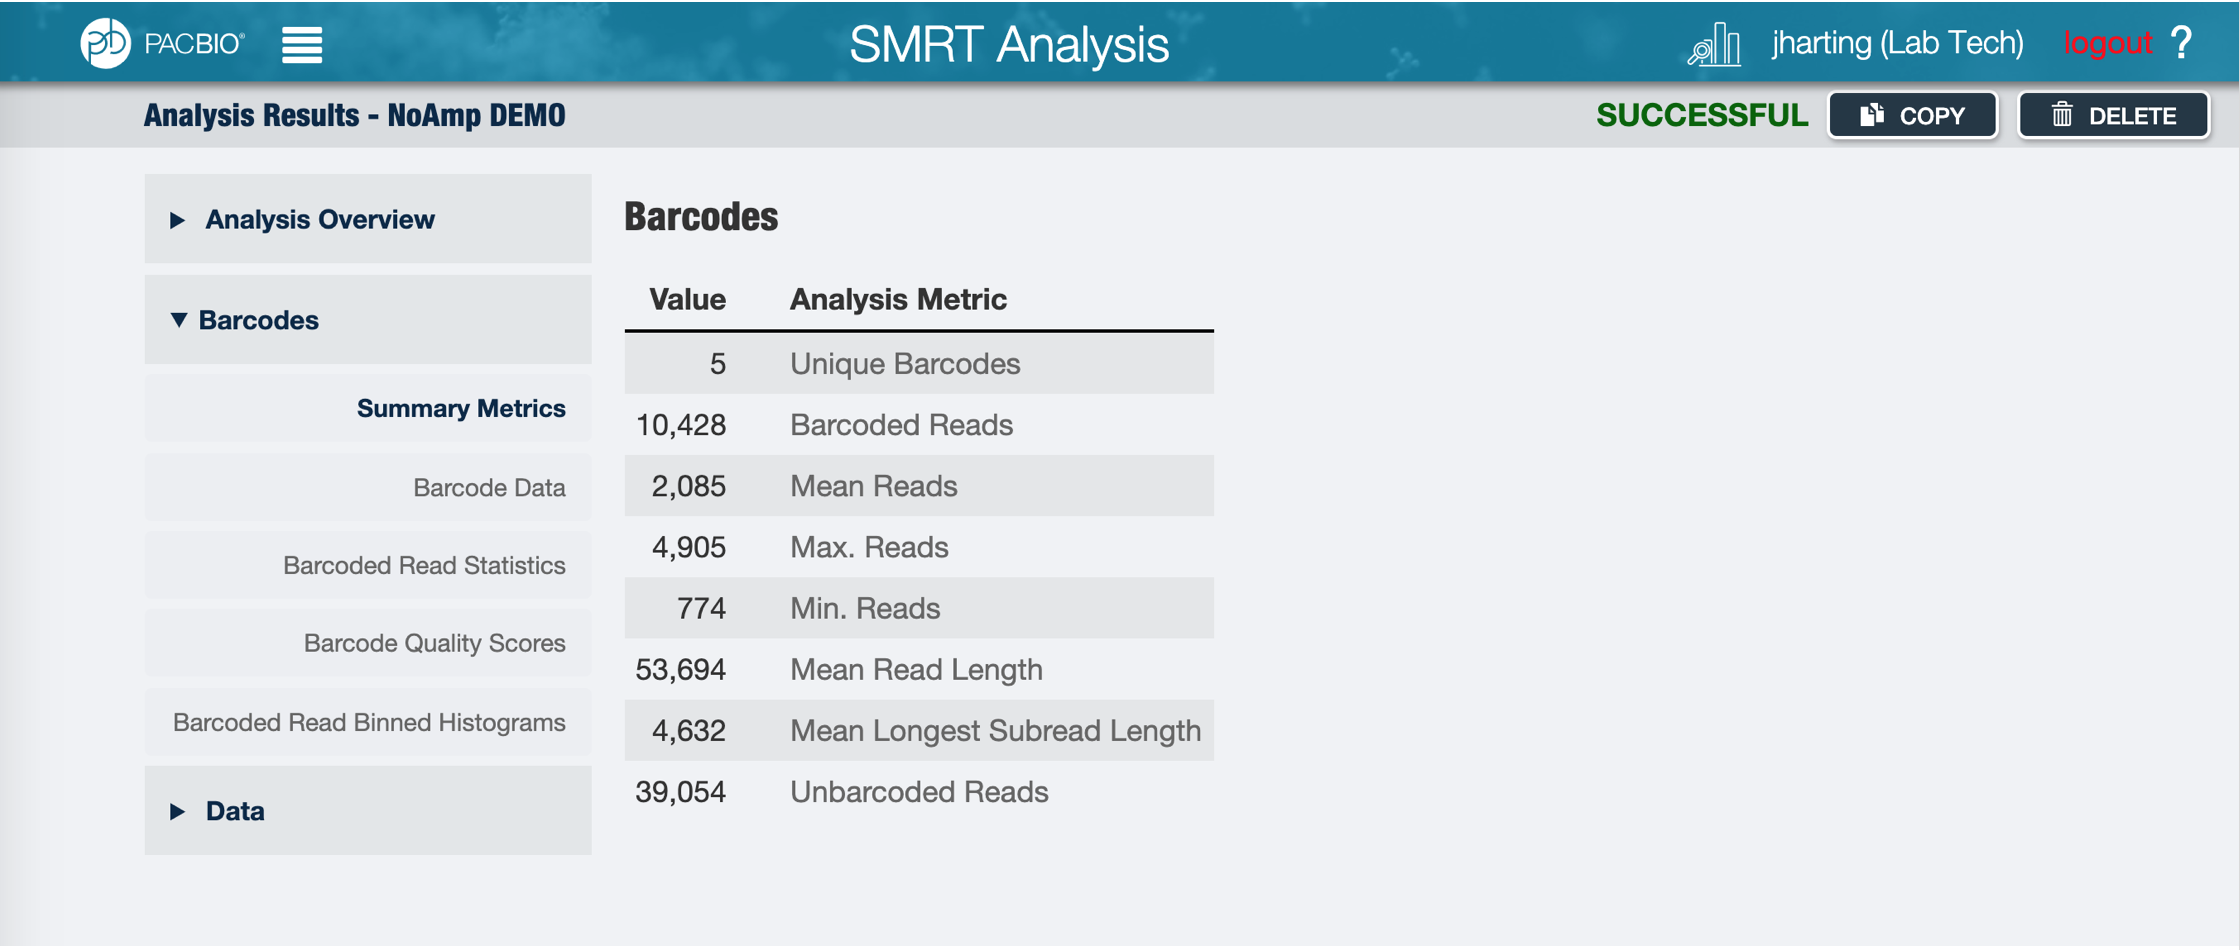 PACBIO® SMRT Analysis jharting (Lab Tech) logout ?
Analysis Results - NoAmp DEMO SUCCESSFUL COPY DELETE
Analysis Overview
Barcodes
Summary Metrics
Barcode Data
Barcoded Read Statistics
Barcode Quality Scores
Barcoded Read Binned Histograms
Data
Barcodes
Value Analysis Metric
5 Unique Barcodes
10,428 Barcoded Reads
2,085 Mean Reads
4,905 Max. Reads
774 Min. Reads
53,694 Mean Read Length
4,632 Mean Longest Subread Length
39,054 Unbarcoded Reads